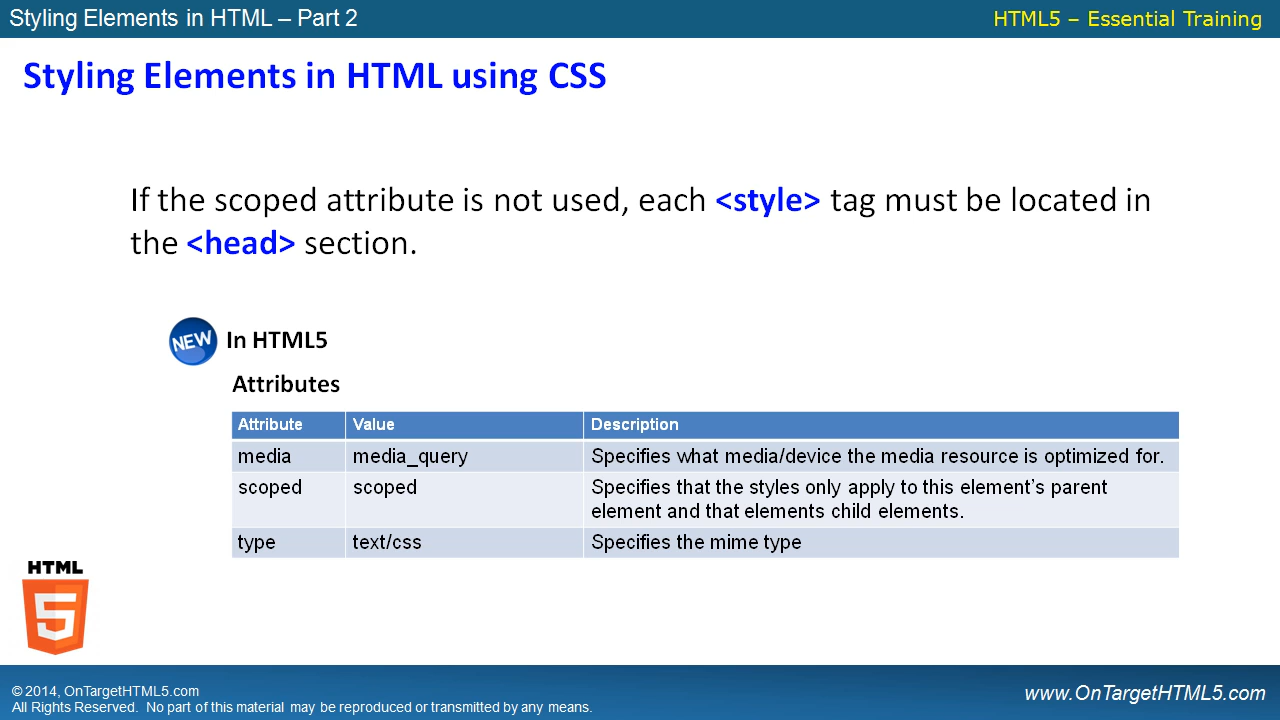 Styling Elements in HTML – Part 2
HTML5 – Essential Training
Styling Elements in HTML using CSS
If the scoped attribute is not used, each <style> tag must be located in
the <head> section.
NEW
In HTML5
Attributes
Attribute Value Description
media media_query Specifies what media/device the media resource is optimized for.
scoped scoped Specifies that the styles only apply to this element's parent
element and that elements child elements.
type text/css Specifies the mime type
HTML
5
© 2014, OnTargetHTML5.com
All Rights Reserved. No part of this material may be reproduced or transmitted by any means.
www.OnTargetHTML5.com